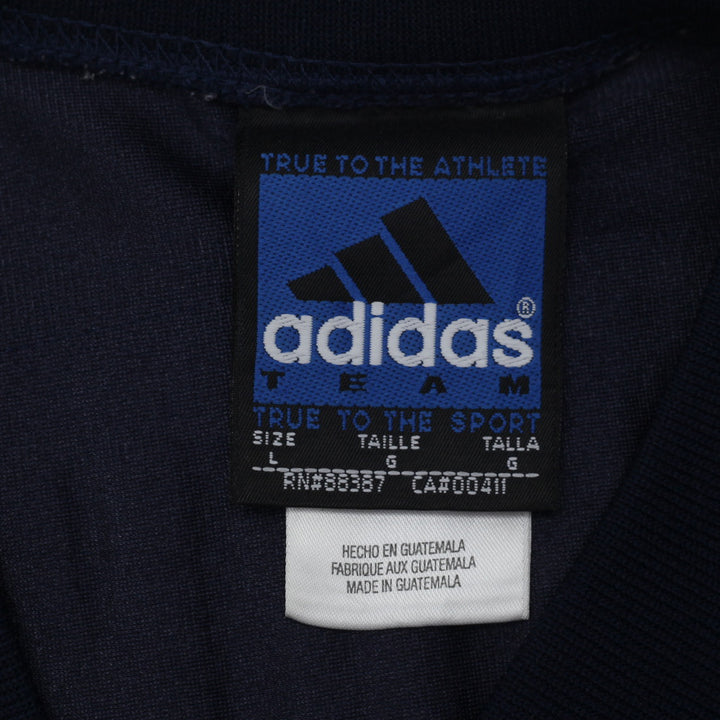 TRUE TO THE ATHLETE
adidas®
TEAM
TRUE TO THE SPORT
SIZE TAILLE TALLA
L G G
RN#88387 CA#00411
HECHO EN GUATEMALA
FABRIQUE AUX GUATEMALA
MADE IN GUATEMALA